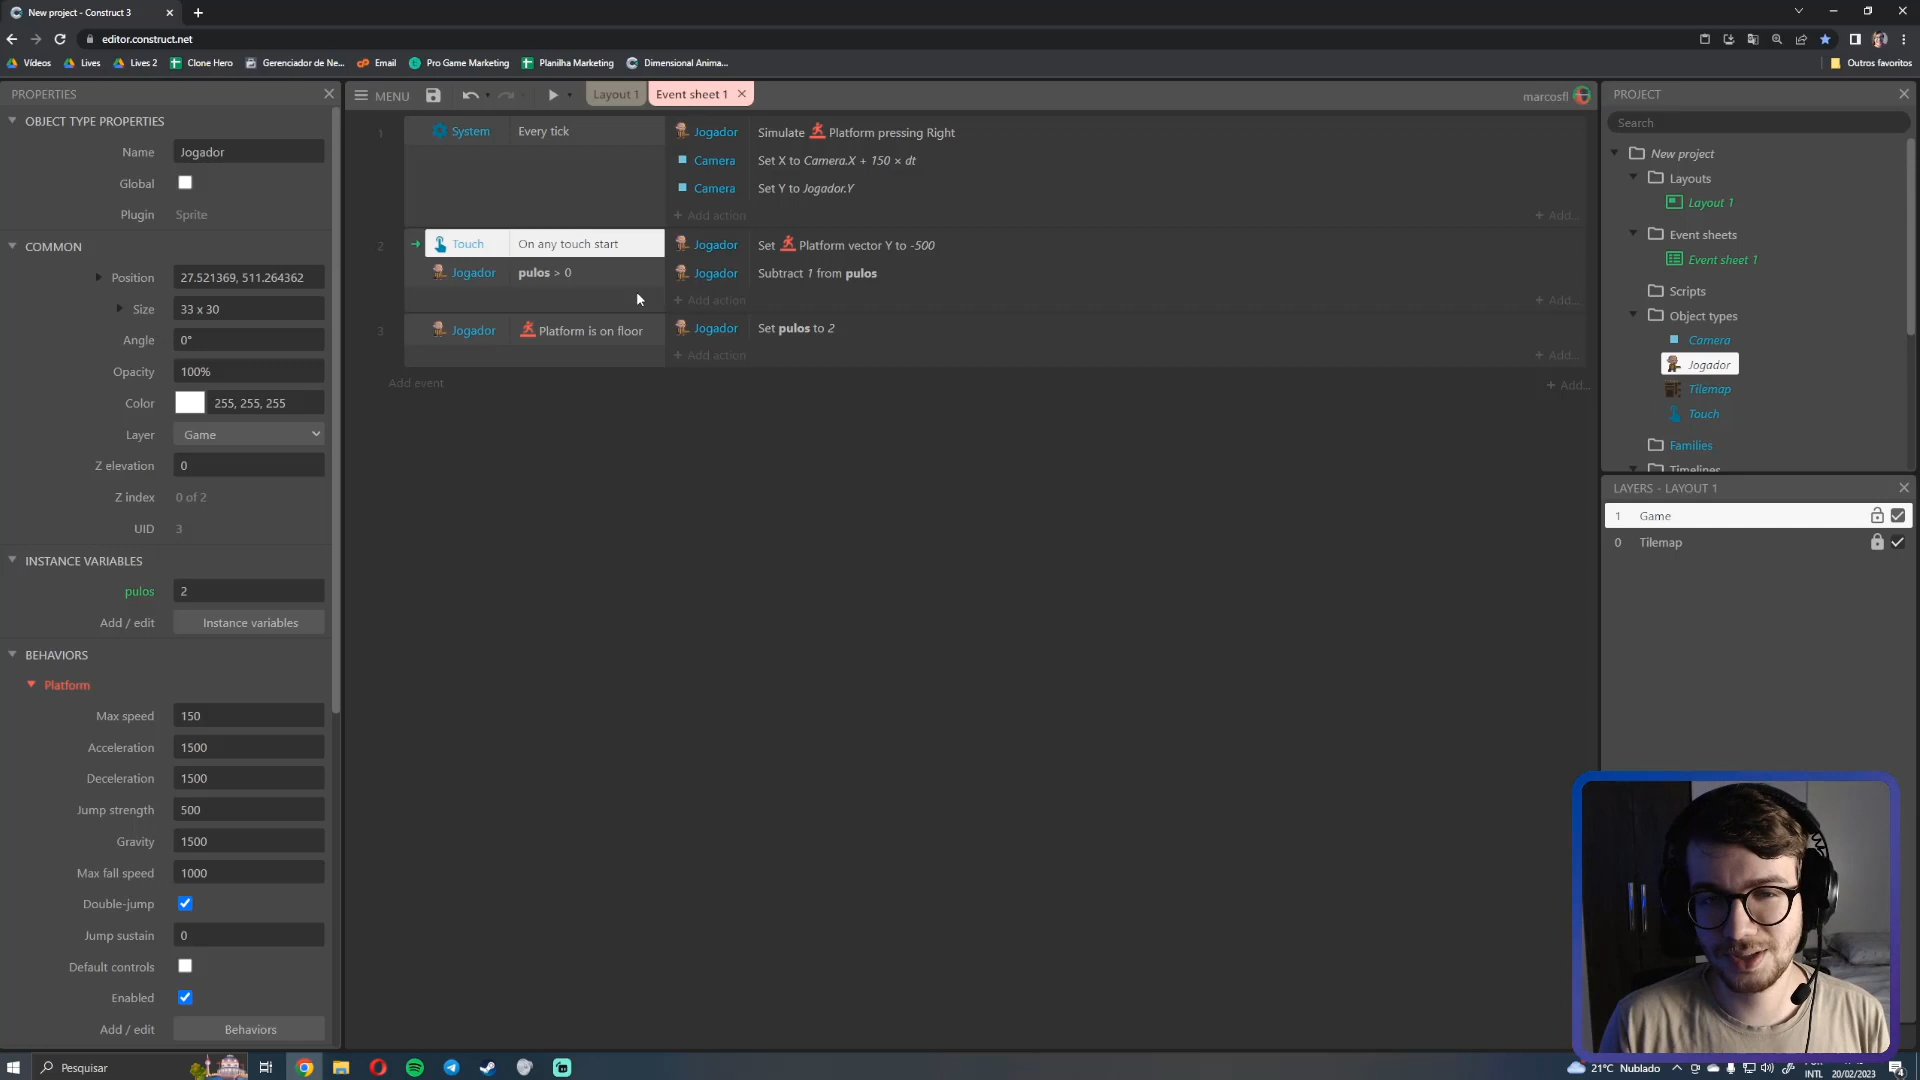 New project - Construct 3
editor.construct.net
Vídeos Lives Lives 2 Clone Hero Gerenciador de Ne... Email Pro Game Marketing Planilha Marketing Dimensional Anima... Outros favoritos
PROPERTIES
OBJECT TYPE PROPERTIES
Name Jogador
Global
Plugin Sprite
COMMON
Position 27.521369, 511.264362
Size 33 x 30
Angle 0°
Opacity 100%
Color 255, 255, 255
Layer Game
Z elevation 0
Z index 0 of 2
UID 3
INSTANCE VARIABLES
pulos 2
Add / edit Instance variables
BEHAVIORS
Platform
Max speed 150
Acceleration 1500
Deceleration 1500
Jump strength 500
Gravity 1500
Max fall speed 1000
Double-jump
Jump sustain 0
Default controls
Enabled
Add / edit Behaviors
MENU Layout 1 Event sheet 1 marcosfl
1 System Every tick Jogador Simulate Platform pressing Right
Camera Set X to Camera.X + 150 × dt
Camera Set Y to Jogador.Y
+ Add action + Add...
2 Touch On any touch start Jogador Set Platform vector Y to -500
Jogador pulos > 0 Jogador Subtract 1 from pulos
+ Add action + Add...
3 Jogador Platform is on floor Jogador Set pulos to 2
+ Add action + Add...
Add event + Add...
PROJECT
Search
New project
Layouts
Layout 1
Event sheets
Event sheet 1
Scripts
Object types
Camera
Jogador
Tilemap
Touch
Families
Timelines
LAYERS - LAYOUT 1
1 Game
0 Tilemap
Pesquisar
21°C Nublado
INTL 20/02/2023 4